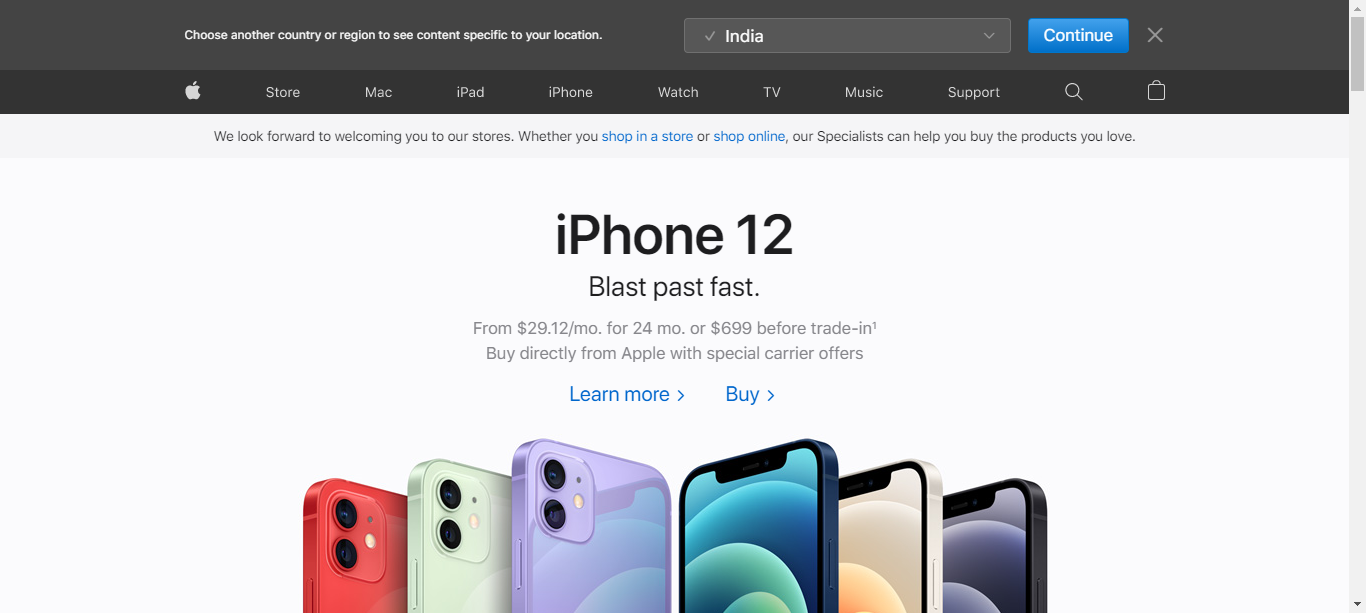 Choose another country or region to see content specific to your location.
India
Continue
Store
Mac
iPad
iPhone
Watch
TV
Music
Support
We look forward to welcoming you to our stores. Whether you shop in a store or shop online, our Specialists can help you buy the products you love.
iPhone 12
Blast past fast.
From $29.12/mo. for 24 mo. or $699 before trade-in¹
Buy directly from Apple with special carrier offers
Learn more >
Buy >